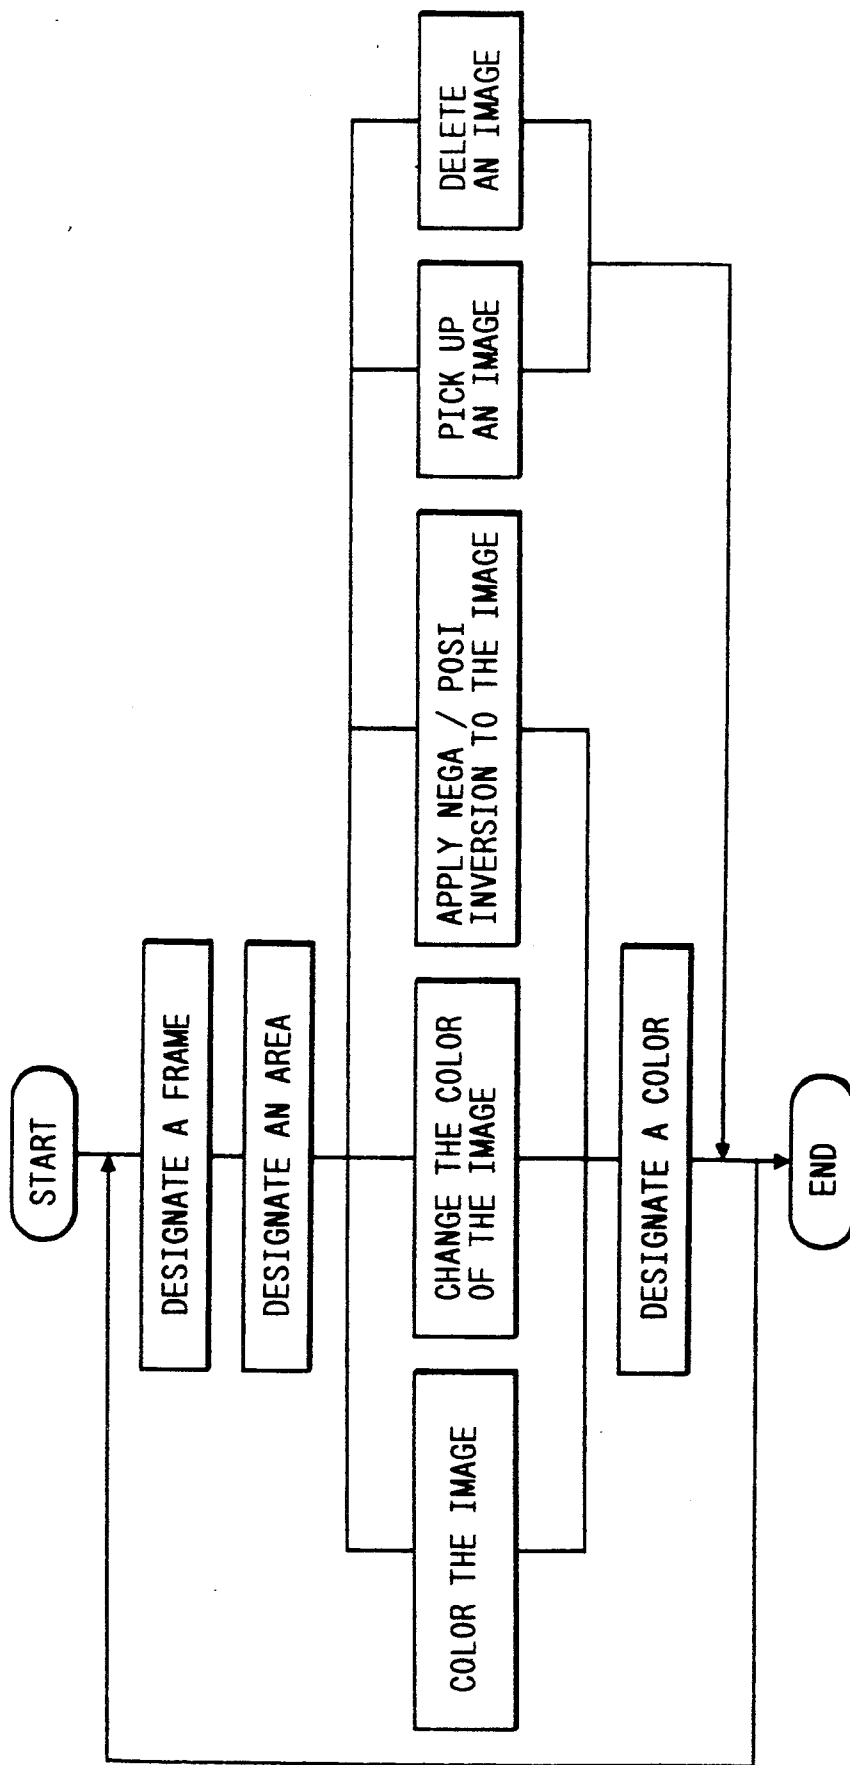 START
DESIGNATE A FRAME
DESIGNATE AN AREA
COLOR THE IMAGE
CHANGE THE COLOR
OF THE IMAGE
APPLY NEGA / POSI
INVERSION TO THE IMAGE
PICK UP
AN IMAGE
DELETE
AN IMAGE
DESIGNATE A COLOR
END